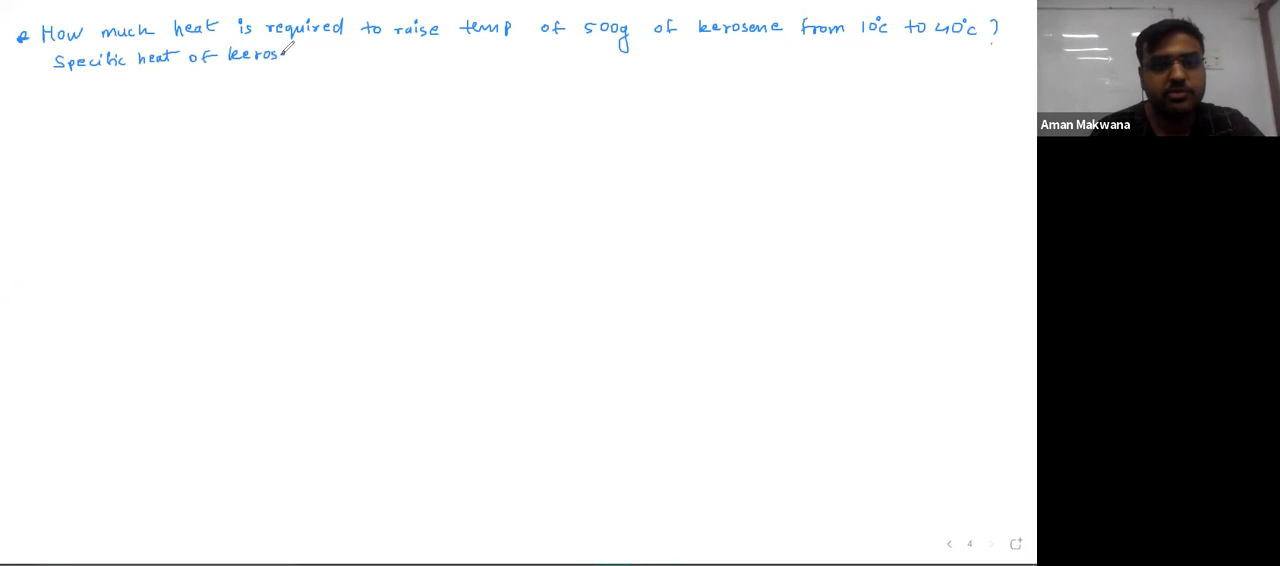 How much heat is required to raise temp of 500g of kerosene from 10°c to 40°c ?
Specific heat of keros
Aman Makwana
4